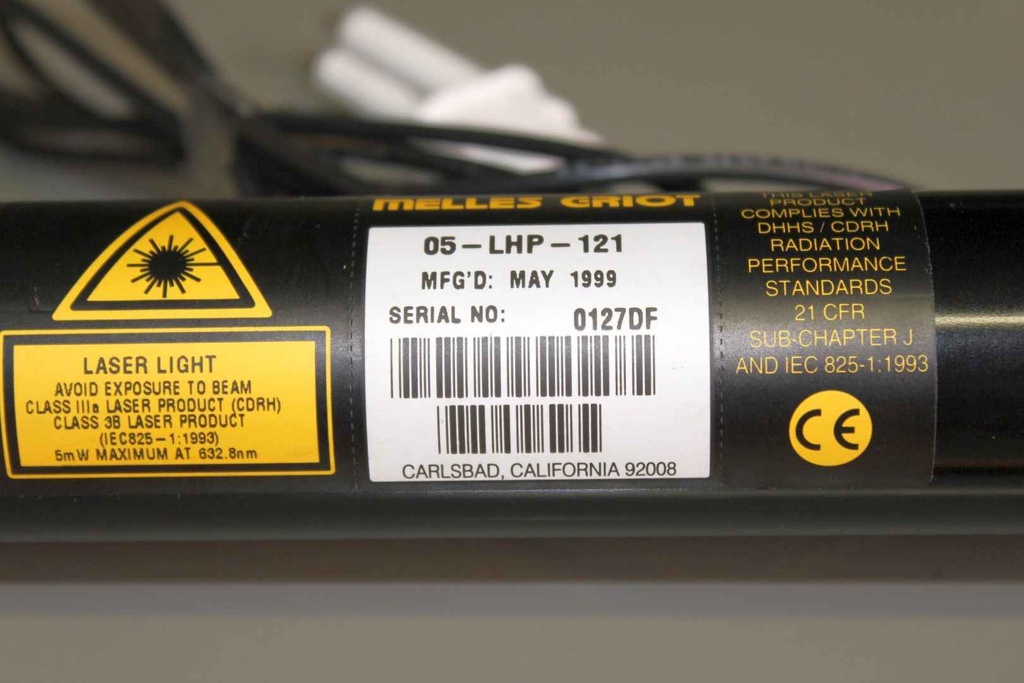 LASER LIGHT
AVOID EXPOSURE TO BEAM
CLASS IIIa LASER PRODUCT (CDRH)
CLASS 3B LASER PRODUCT
(IEC825-1:1993)
5mW MAXIMUM AT 632.8nm
MELLES GRIOT
05-LHP-121
MFG'D: MAY 1999
SERIAL NO: 0127DF
CARLSBAD, CALIFORNIA 92008
THIS LASER
PRODUCT
COMPLIES WITH
DHHS / CDRH
RADIATION
PERFORMANCE
STANDARDS
21 CFR
SUB-CHAPTER J
AND IEC 825-1:1993
CE